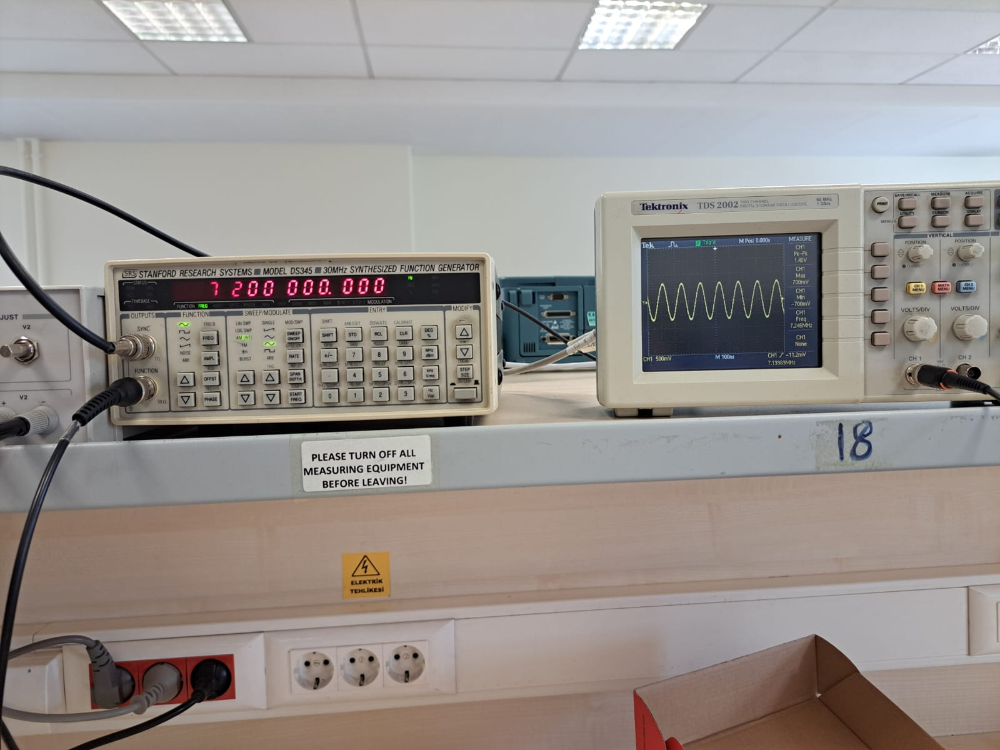 SRS STANFORD RESEARCH SYSTEMS MODEL DS345 30MHz SYNTHESIZED FUNCTION GENERATOR
STATUS
TIMEBASE
7 200 000.000
Hz
FUNCTION FREQ
MODULATION
OUTPUTS
FUNCTION
SWEEP/MODULATE
ENTRY
MODIFY
SYNC
TTL
FUNCTION
50 Ω
TRIG'D
NOISE
ARB
FREQ
AMPL
OFFST
PHASE
LIN SWP
LOG SWP
AM (INT)
FM
BURST
SINGLE
ARB
MOD/SWP
SWEEP ON/OFF
RATE
SPAN (DEPTH)
START FREQ
SHIFT
ARB EDIT
DEFAULTS
CALIBRATE
SHIFT STO RCL CLR DEG %
+/- 7 8 9 MHz dBm
. 4 5 6 kHz Vrms
0 1 2 3 Hz Vpp
STEP SIZE
JUST
V2
+ V2 −
Tektronix TDS 2002 TWO CHANNEL DIGITAL STORAGE OSCILLOSCOPE
60 MHz
1 GS/s
Tek
T Trig'd
M Pos: 0.000s
MEASURE
CH1
Pk-Pk
1.40V
CH1
Max
700mV
CH1
Min
-700mV
CH1
Freq
7.246MHz
CH1
None
CH1 500mV
M 100ns
CH1 / -11.2mV
7.19989MHz
PRINT
SAVE/RECALL
MEASURE
ACQUIRE
MENUS
UTILITY
CURSOR
DISPLAY
VERTICAL
POSITION
POSITION
CURSOR 1
CURSOR 2
CH 1 MENU
MATH MENU
CH 2 MENU
VOLTS/DIV
VOLTS/DIV
CH 1
CH 2
PLEASE TURN OFF ALL
MEASURING EQUIPMENT
BEFORE LEAVING!
18
ELEKTRİK
TEHLİKESİ